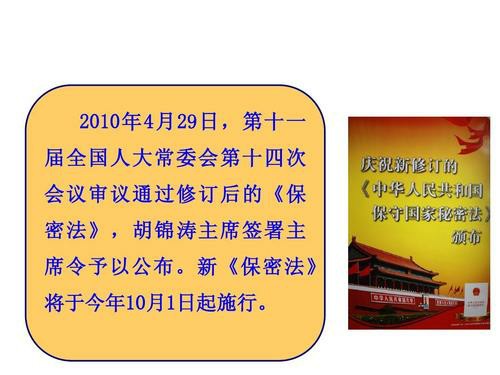 2010年4月29日，第十一
届全国人大常委会第十四次
会议审议通过修订后的《保
密法》，胡锦涛主席签署主
席令予以公布。新《保密法》
将于今年10月1日起施行。
庆祝新修订的
《中华人民共和国
保守国家秘密法》
颁布